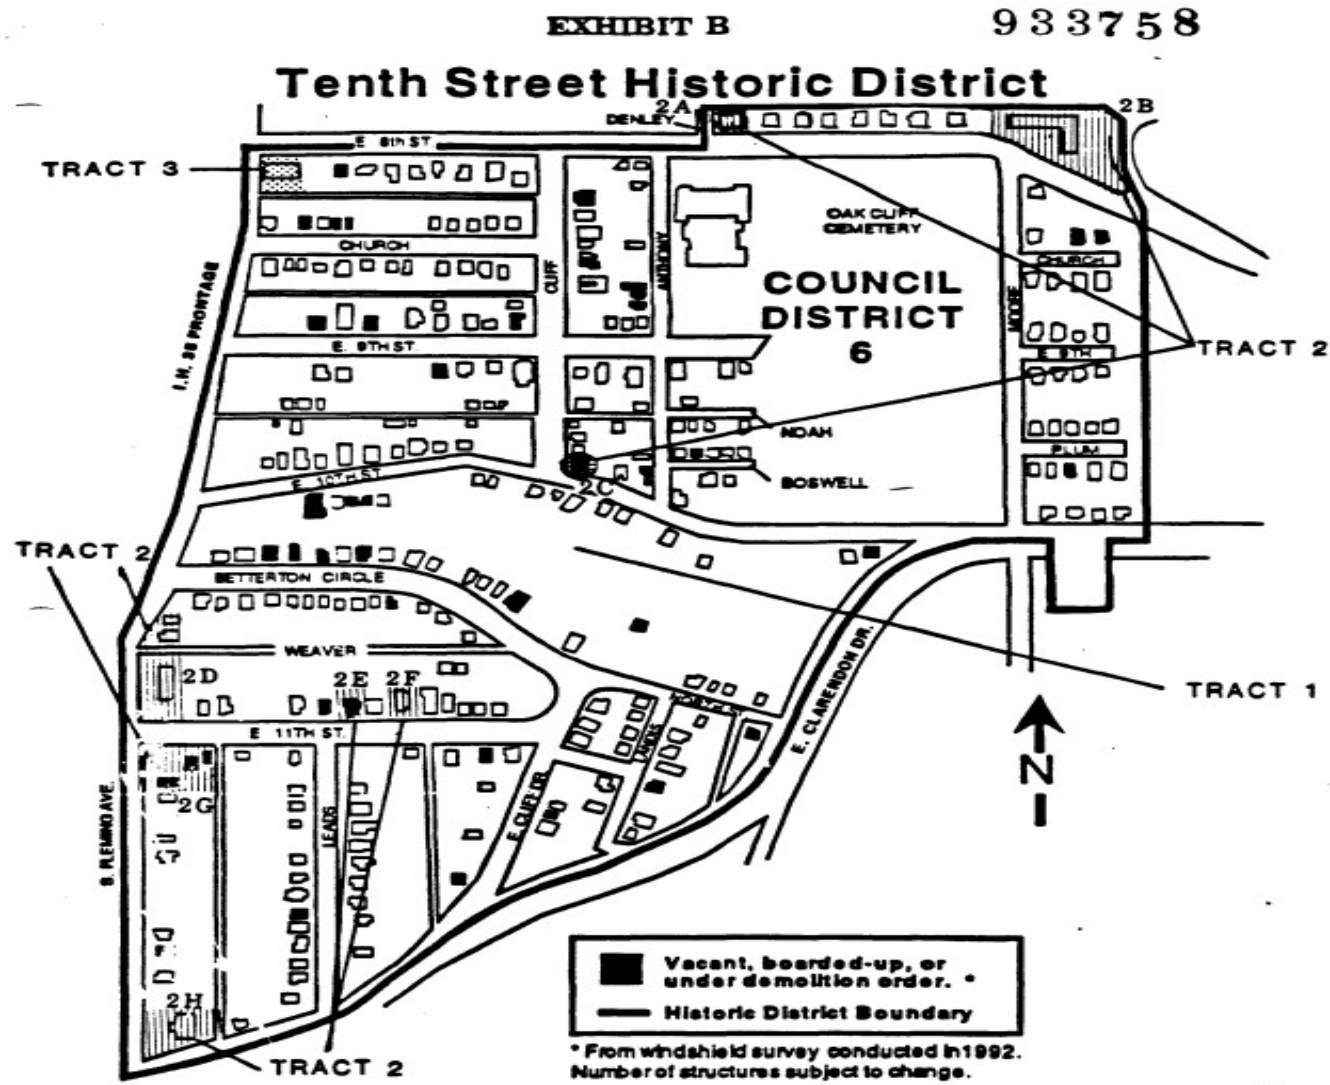 EXHIBIT B
933758
Tenth Street Historic District
2A
2B
DENLEY
E 8th ST.
TRACT 3
OAK CLIFF
CEMETERY
CHURCH
CHURCH
CLIFF
ANTHONY
COUNCIL
DISTRICT
6
MOORE
I.H. 35 FRONTAGE
E. 9TH ST.
E 9TH
TRACT 2
NOAH
PLUM
BOSWELL
E. 10TH ST.
2C
TRACT 2
BETTERTON CIRCLE
WEAVER
2D
2E
2F
TRACT 1
E 11TH ST.
LANDIS
E. CLARENDON DR.
N
2G
S. FLEMING AVE.
LEADS
E. CLIFF DR.
2H
TRACT 2
Vacant, boarded-up, or
under demolition order. *
Historic District Boundary
* From windshield survey conducted in 1992.
Number of structures subject to change.